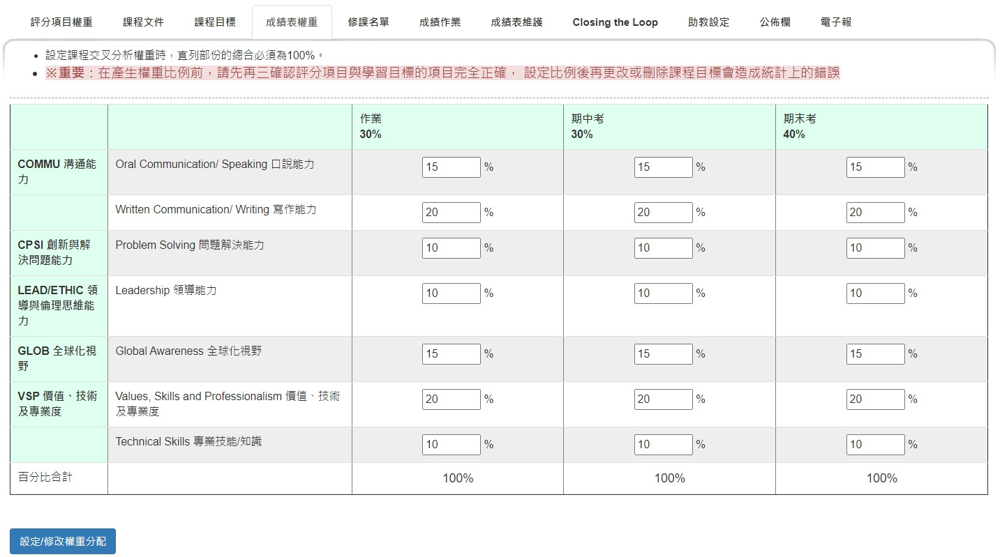 評分項目權重 課程文件 課程目標 成績表權重 修課名單 成績作業 成績表維護 Closing the Loop 助教設定 公佈欄 電子報
• 設定課程交叉分析權重時，直列部份的總合必須為100%。
• ※重要：在產生權重比例前，請先再三確認評分項目與學習目標的項目完全正確， 設定比例後再更改或刪除課程目標會造成統計上的錯誤
作業 期中考 期末考
30% 30% 40%
COMMU 溝通能 Oral Communication/ Speaking 口說能力 15 % 15 % 15 %
力
Written Communication/ Writing 寫作能力 20 % 20 % 20 %
CPSI 創新與解 Problem Solving 問題解決能力 10 % 10 % 10 %
決問題能力
LEAD/ETHIC 領 Leadership 領導能力 10 % 10 % 10 %
導與倫理思維能
力
GLOB 全球化視 Global Awareness 全球化視野 15 % 15 % 15 %
野
VSP 價值、技術 Values, Skills and Professionalism 價值、技術 20 % 20 % 20 %
及專業度 及專業度
Technical Skills 專業技能/知識 10 % 10 % 10 %
百分比合計 100% 100% 100%
設定/修改權重分配